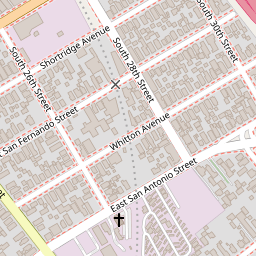 South 30th Street
Shortridge Avenue
South 28th Street
South 26th Street
Whitton Avenue
San Fernando Street
East San Antonio Street